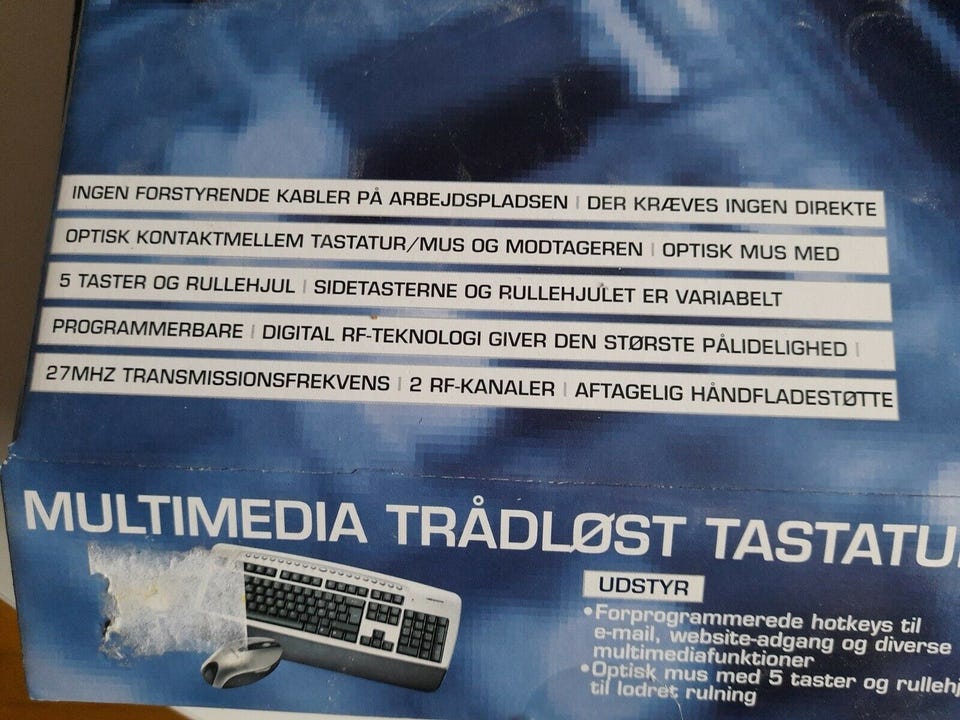 INGEN FORSTYRENDE KABLER PÅ ARBEJDSPLADSEN | DER KRÆVES INGEN DIREKTE
OPTISK KONTAKTMELLEM TASTATUR/MUS OG MODTAGEREN | OPTISK MUS MED
5 TASTER OG RULLEHJUL | SIDETASTERNE OG RULLEHJULET ER VARIABELT
PROGRAMMERBARE | DIGITAL RF-TEKNOLOGI GIVER DEN STØRSTE PÅLIDELIGHED |
27MHZ TRANSMISSIONSFREKVENS | 2 RF-KANALER | AFTAGELIG HÅNDFLADESTØTTE
MULTIMEDIA TRÅDLØST TASTATU
UDSTYR
•Forprogrammerede hotkeys til
e-mail, website-adgang og diverse
multimediafunktioner
•Optisk mus med 5 taster og rullehj
til lodret rulning